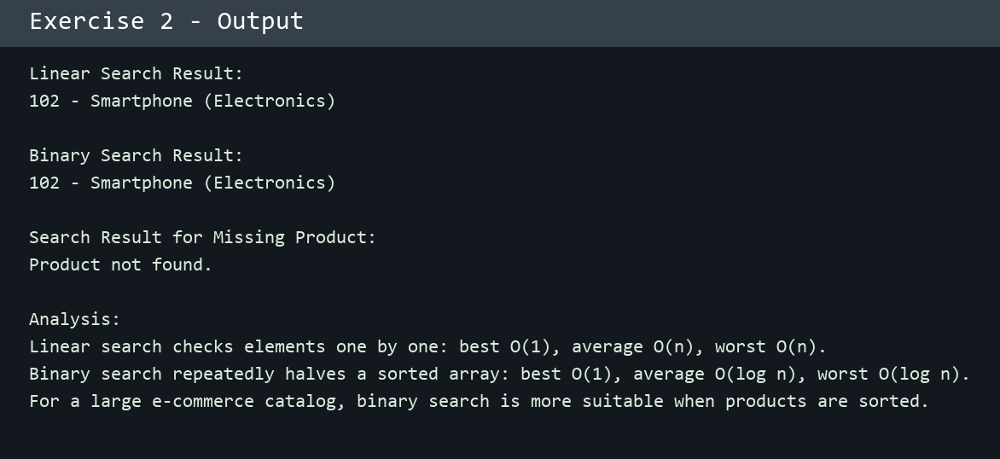 Exercise 2 - Output
Linear Search Result:
102 - Smartphone (Electronics)
Binary Search Result:
102 - Smartphone (Electronics)
Search Result for Missing Product:
Product not found.
Analysis:
Linear search checks elements one by one: best O(1), average O(n), worst O(n).
Binary search repeatedly halves a sorted array: best O(1), average O(log n), worst O(log n).
For a large e-commerce catalog, binary search is more suitable when products are sorted.